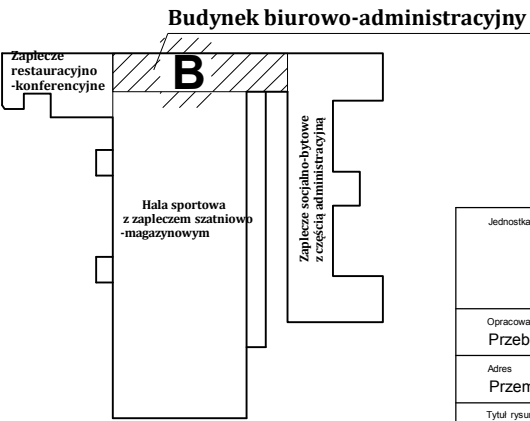 Budynek biurowo-administracyjny
Zaplecze
restauracyjno
-konferencyjne
B
Hala sportowa
z zapleczem szatniowo
-magazynowym
Zaplecze socjalno-bytowe
z częścią administracyjną
Jednostka
Opracowa
Przeb
Adres
Przem
Tytuł rysun